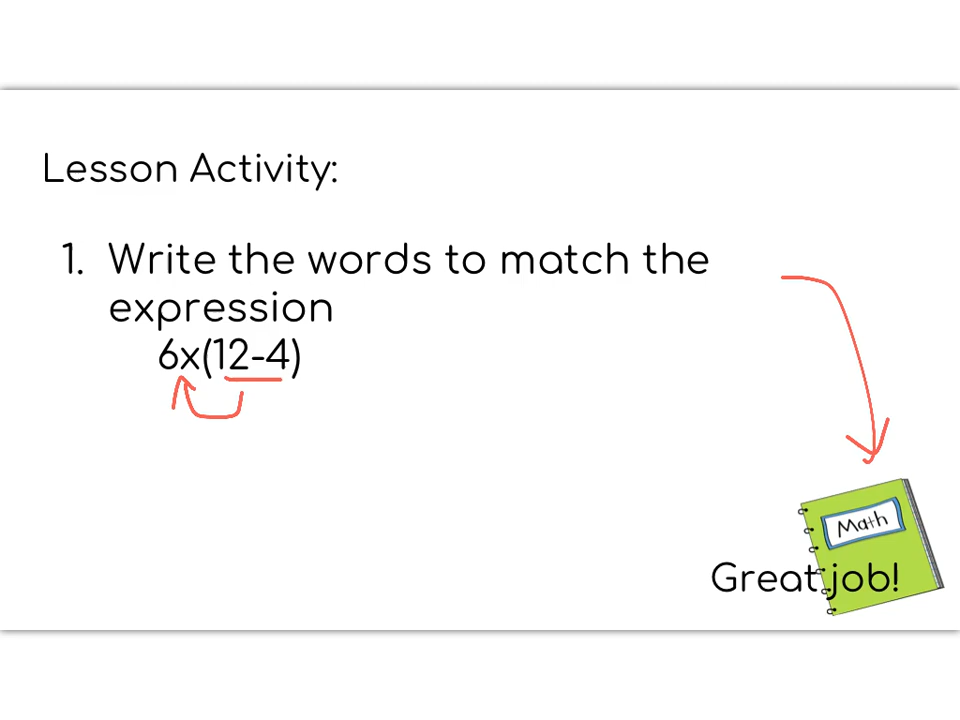 Lesson Activity:
1. Write the words to match the
expression
6x(12-4)
Math
Great job!